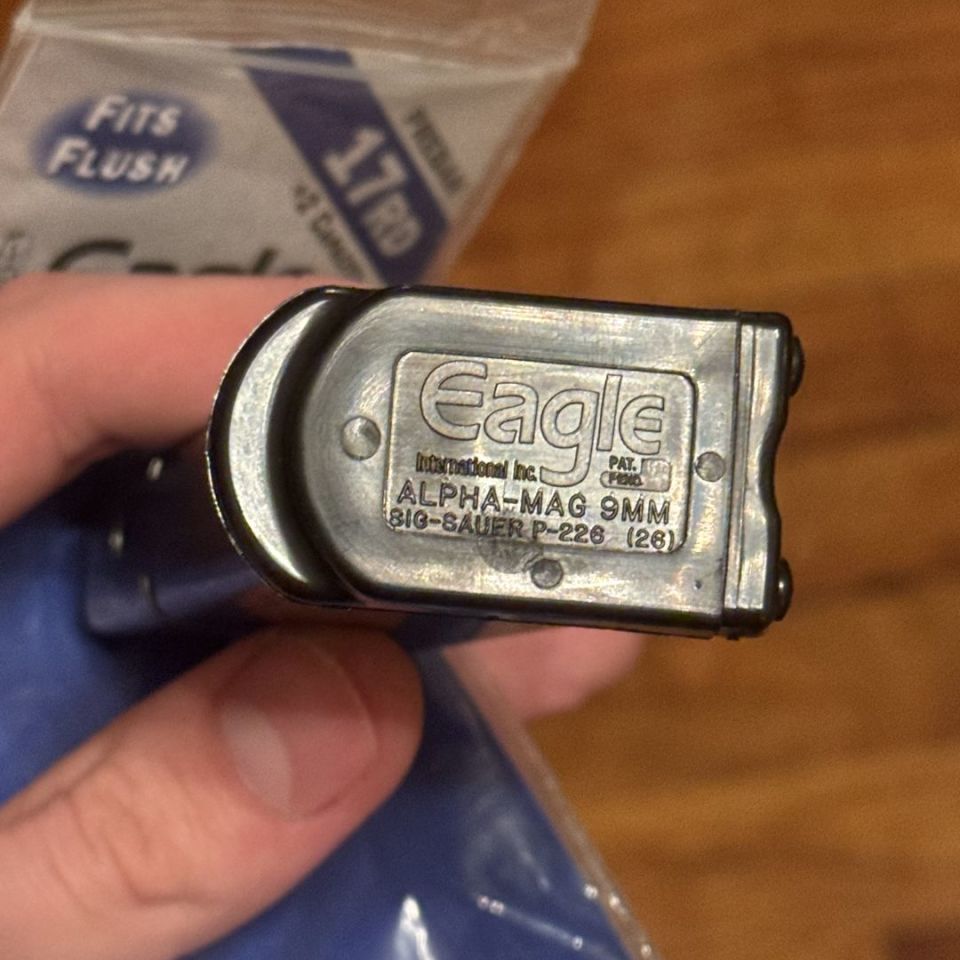 FITS
FLUSH
17RD
Eagle
International Inc.
PAT.
PEND.
ALPHA-MAG 9MM
SIG-SAUER P-226 (26)